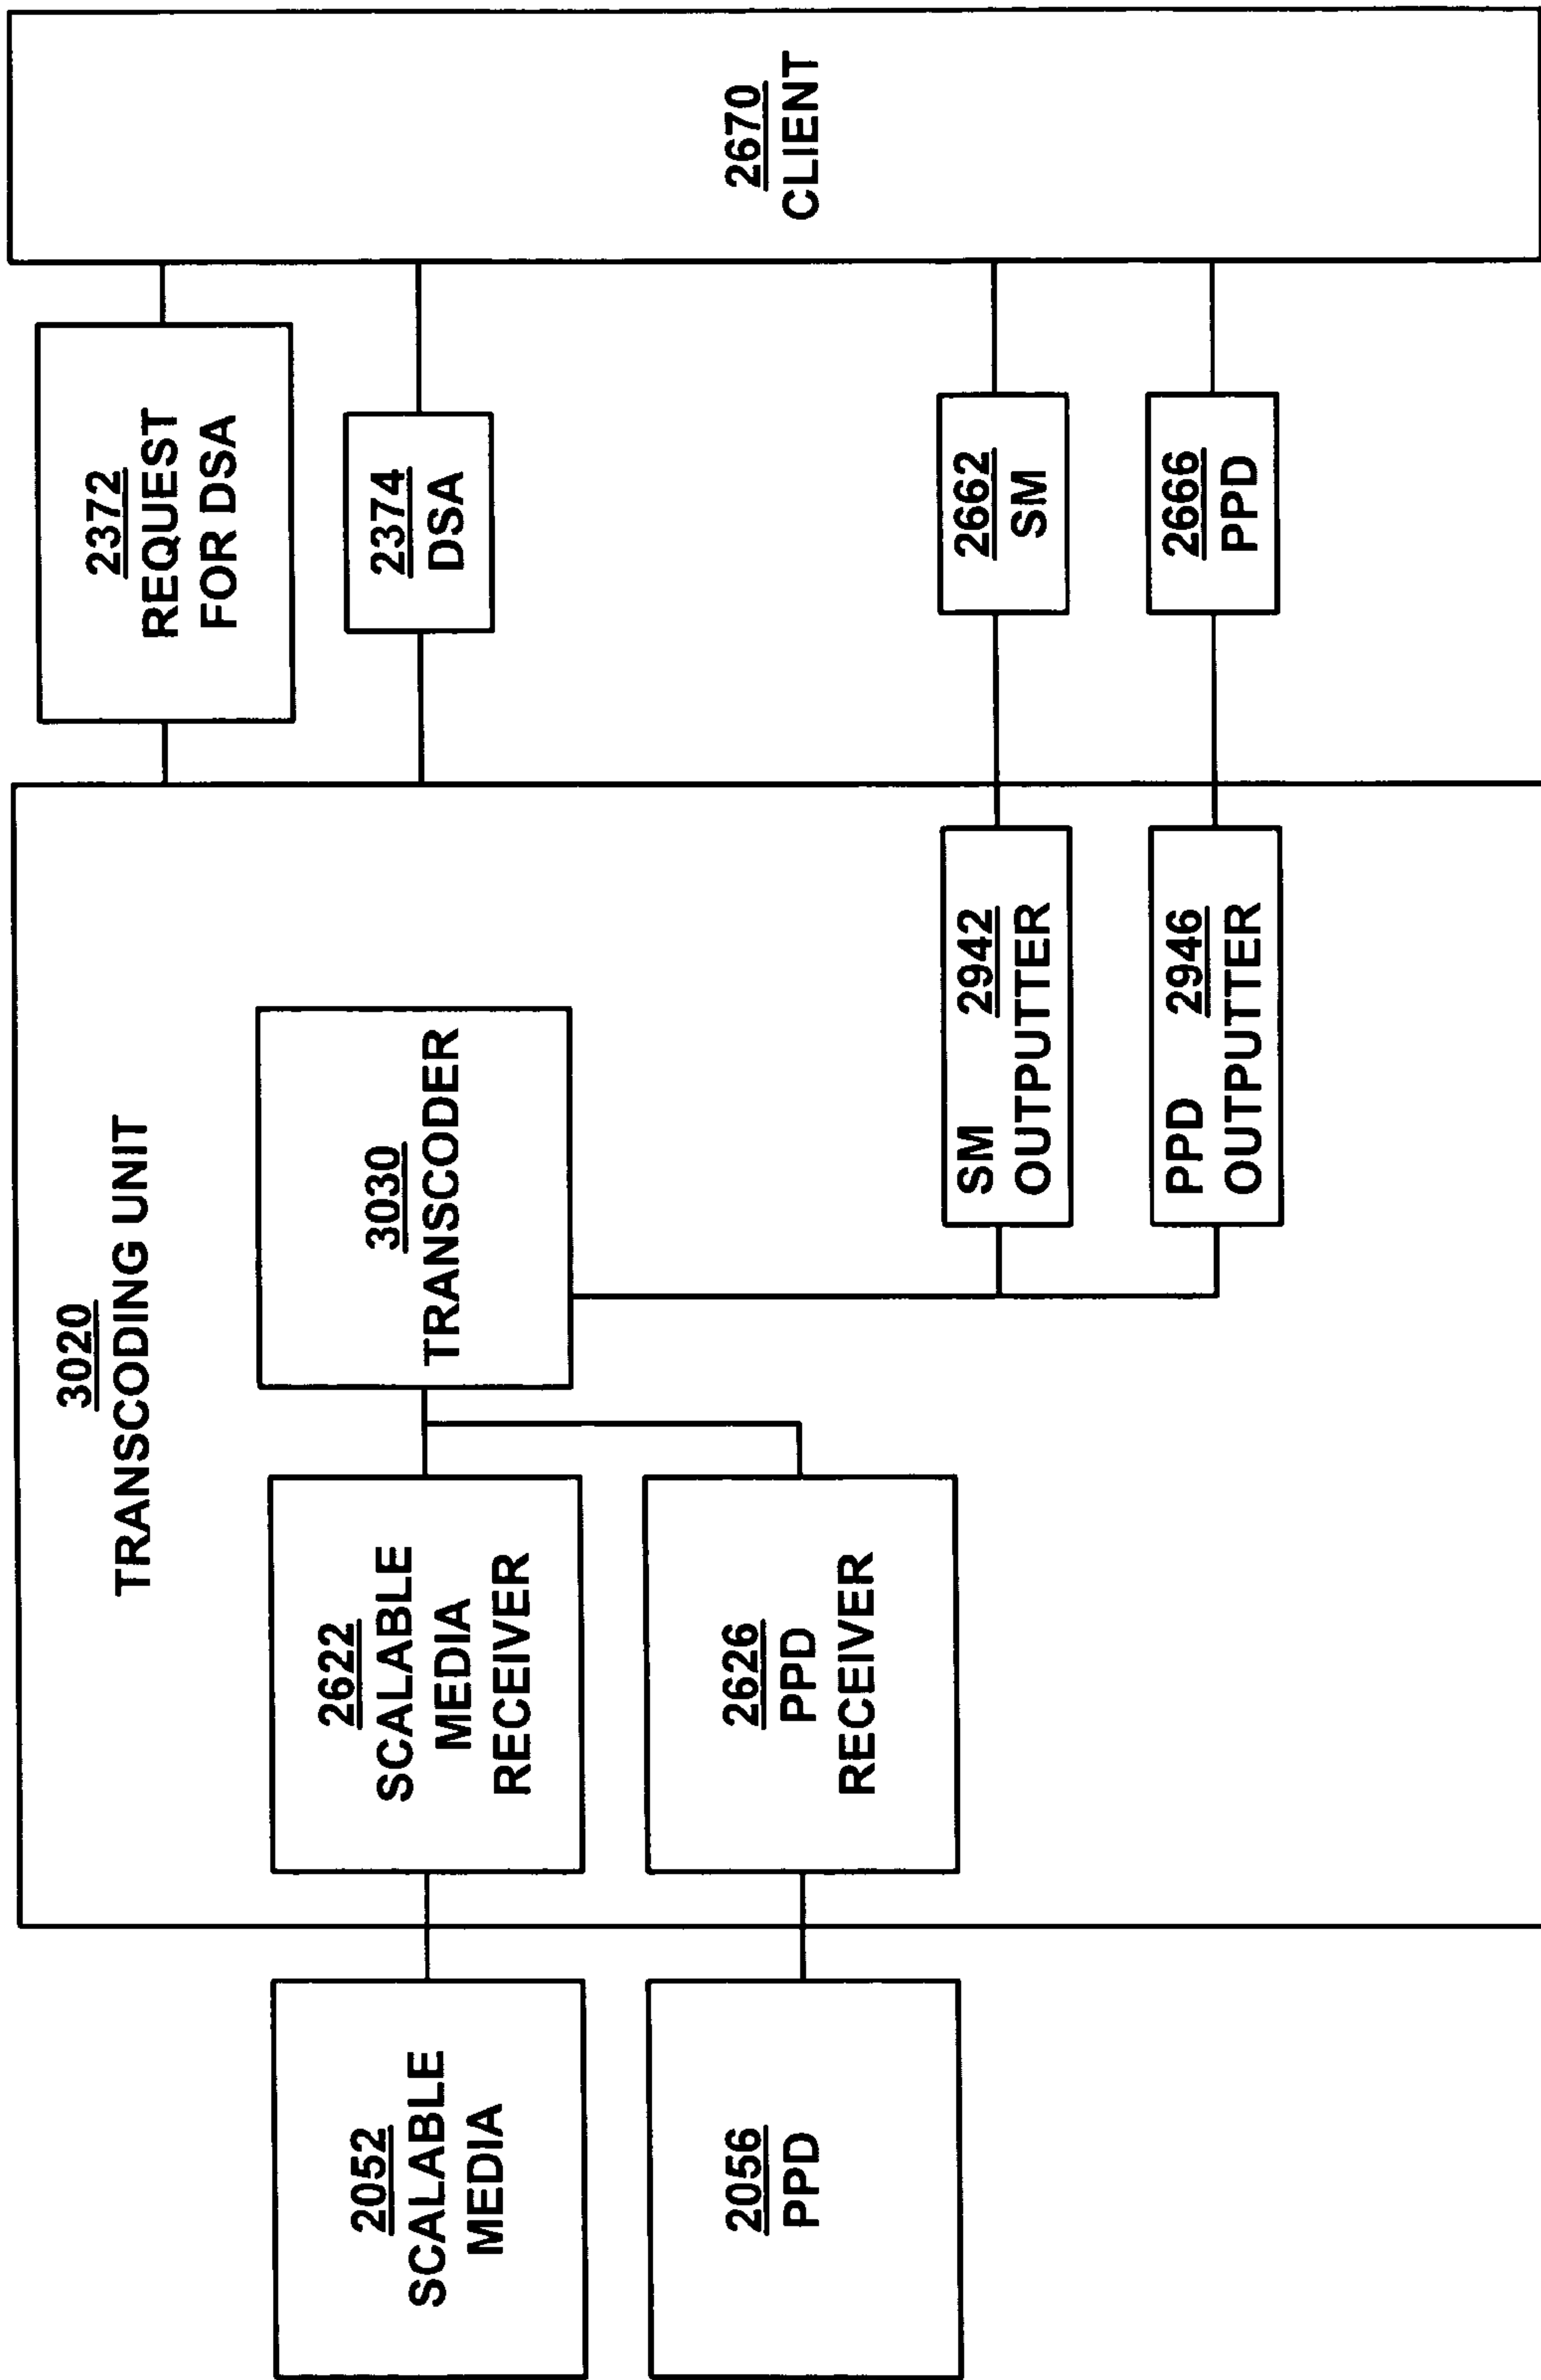 3020
TRANSCODING UNIT
2052
SCALABLE
MEDIA
2622
SCALABLE
MEDIA
RECEIVER
3030
TRANSCODER
2372
REQUEST
FOR DSA
2374
DSA
2670
CLIENT
2056
PPD
2626
PPD
RECEIVER
SM 2942
OUTPUTTER
2662
SM
PPD 2946
OUTPUTTER
2666
PPD